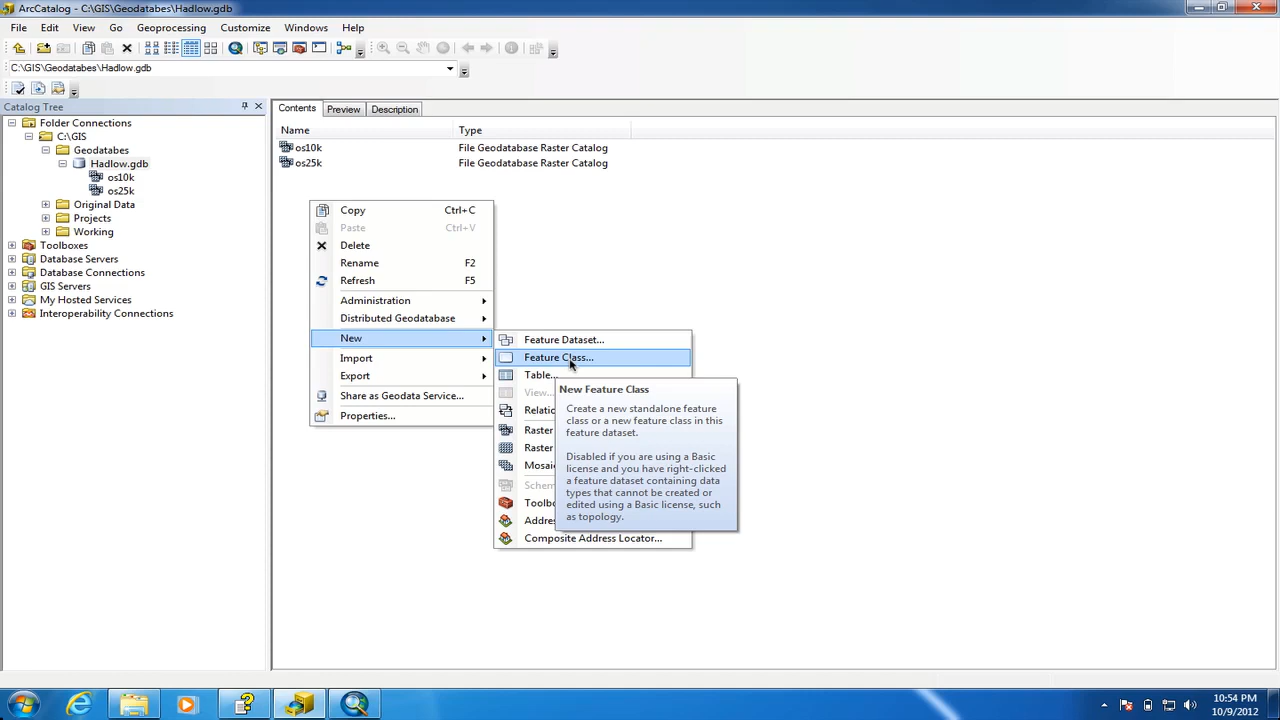 ArcCatalog - C:\GIS\Geodatabes\Hadlow.gdb
File Edit View Go Geoprocessing Customize Windows Help
C:\GIS\Geodatabes\Hadlow.gdb
Catalog Tree
Folder Connections
C:\GIS
Geodatabes
Hadlow.gdb
os10k
os25k
Original Data
Projects
Working
Toolboxes
Database Servers
Database Connections
GIS Servers
My Hosted Services
Interoperability Connections
Contents Preview Description
Name Type
os10k File Geodatabase Raster Catalog
os25k File Geodatabase Raster Catalog
Copy Ctrl+C
Paste Ctrl+V
Delete
Rename F2
Refresh F5
Administration
Distributed Geodatabase
New
Import
Export
Share as Geodata Service...
Properties...
Feature Dataset...
Feature Class...
Table...
View...
Relatio
Raster
Raster
Mosai
Schem
Toolbo
Addre
Composite Address Locator...
New Feature Class
Create a new standalone feature
class or a new feature class in this
feature dataset.
Disabled if you are using a Basic
license and you have right-clicked
a feature dataset containing data
types that cannot be created or
edited using a Basic license, such
as topology.
10:54 PM
10/9/2012